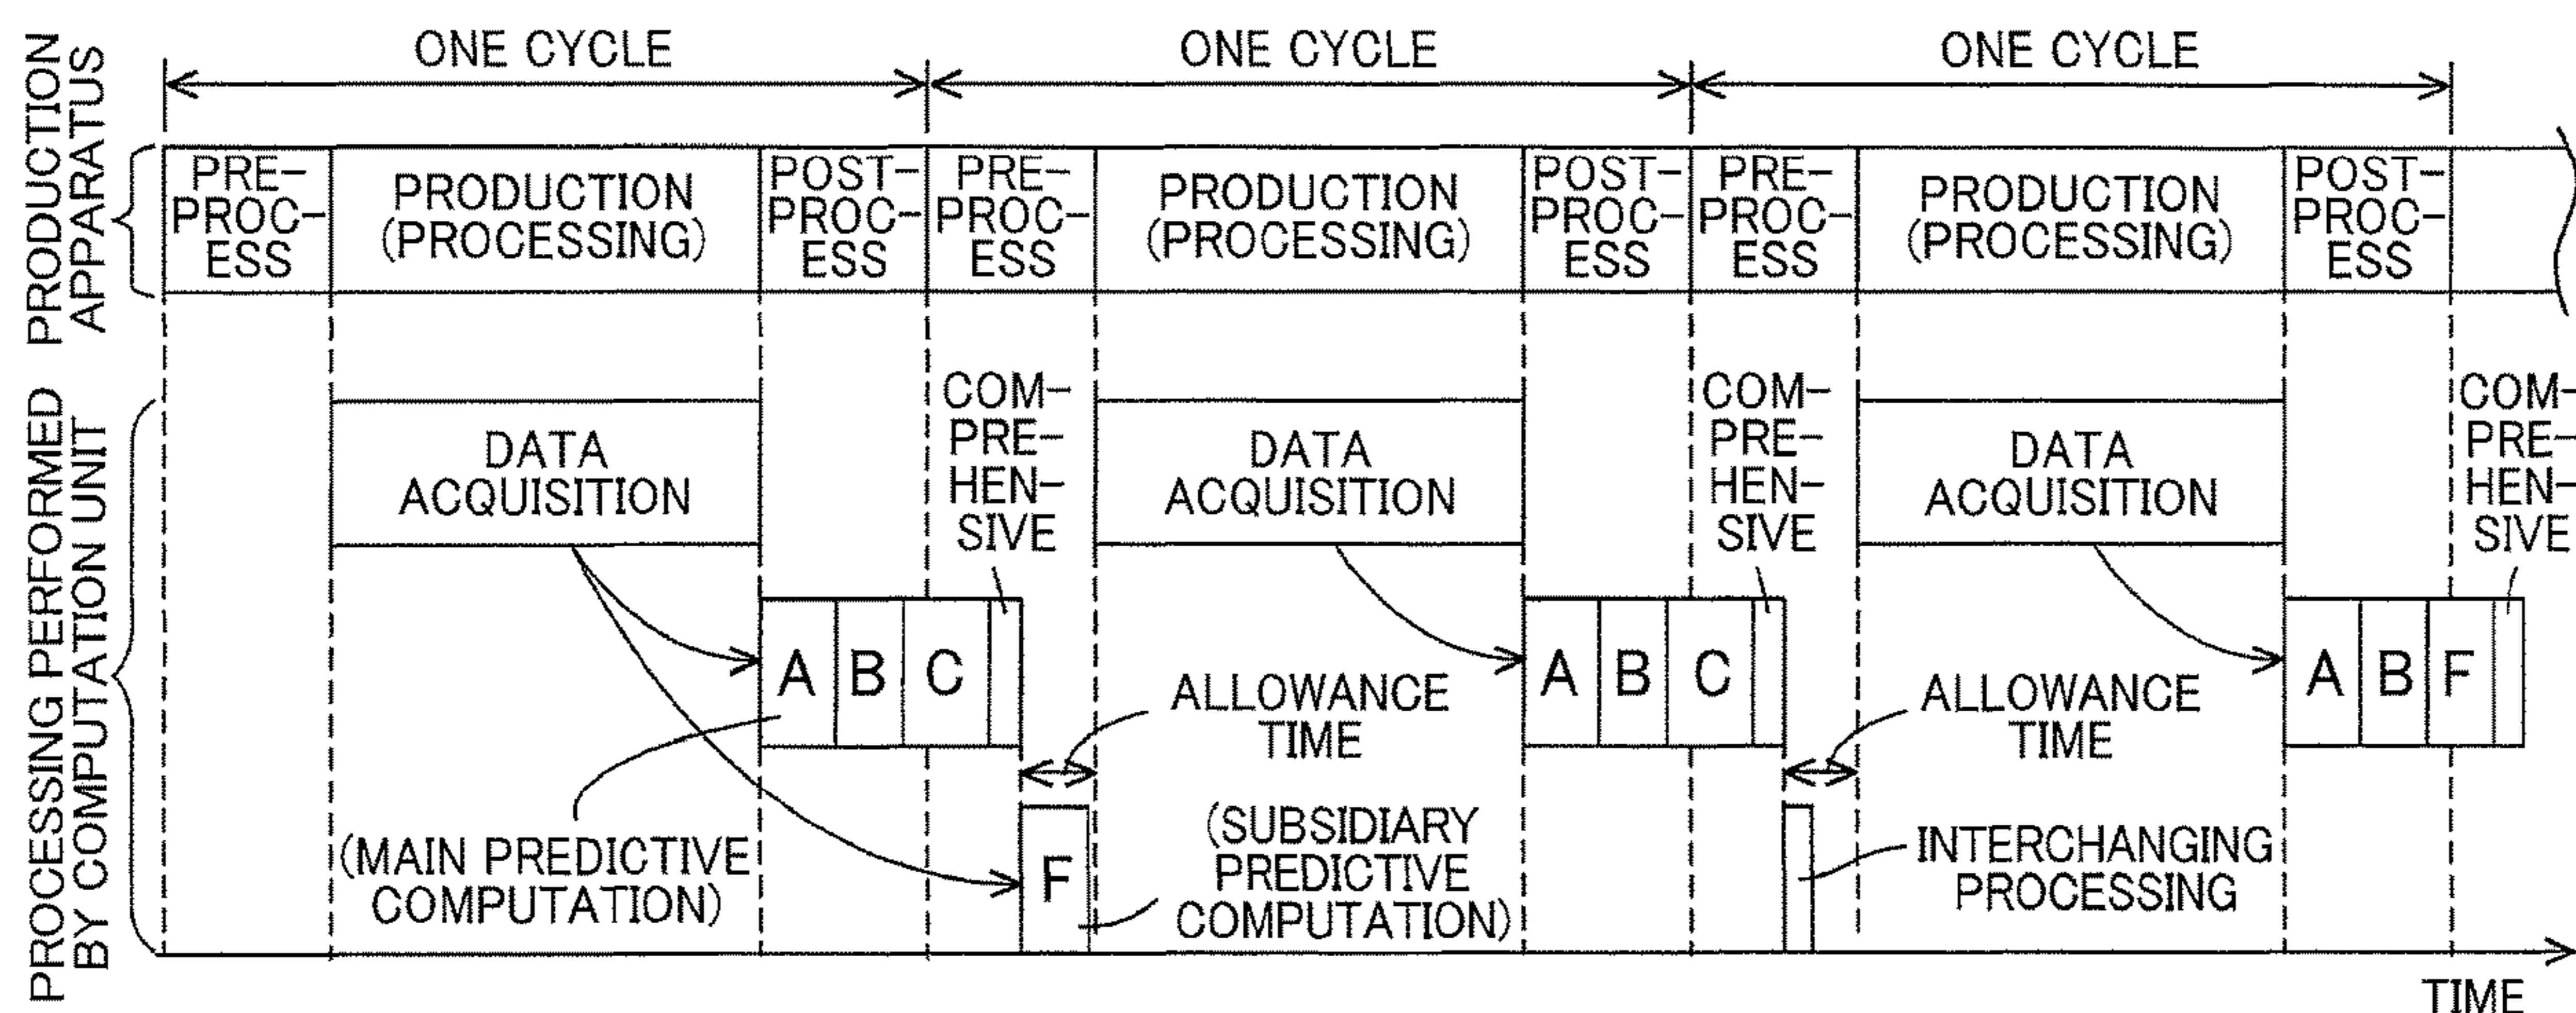 ONE CYCLE
ONE CYCLE
ONE CYCLE
PRODUCTION
APPARATUS
PRE-
PROC-
ESS
PRODUCTION
(PROCESSING)
POST-
PROC-
ESS
PRE-
PROC-
ESS
PRODUCTION
(PROCESSING)
POST-
PROC-
ESS
PRE-
PROC-
ESS
PRODUCTION
(PROCESSING)
POST-
PROC-
ESS
PROCESSING PERFORMED
BY COMPUTATION UNIT
DATA
ACQUISITION
COM-
PRE-
HEN-
SIVE
DATA
ACQUISITION
COM-
PRE-
HEN-
SIVE
DATA
ACQUISITION
COM-
PRE-
HEN-
SIVE
A B C
ALLOWANCE
TIME
A B C
ALLOWANCE
TIME
A B F
(MAIN PREDICTIVE
COMPUTATION)
F
(SUBSIDIARY
PREDICTIVE
COMPUTATION)
INTERCHANGING
PROCESSING
TIME